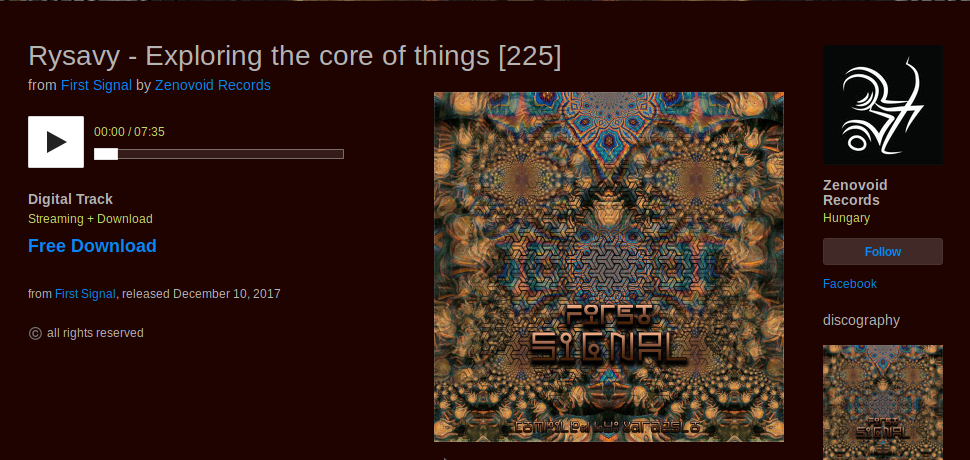 Rysavy - Exploring the core of things [225]
from First Signal by Zenovoid Records
00:00 / 07:35
Digital Track
Streaming + Download
Free Download
from First Signal, released December 10, 2017
© all rights reserved
FIRST
SIGNAL
Compiled by:
Zenovoid
Records
Hungary
Follow
Facebook
discography
FIRST
SIGNAL